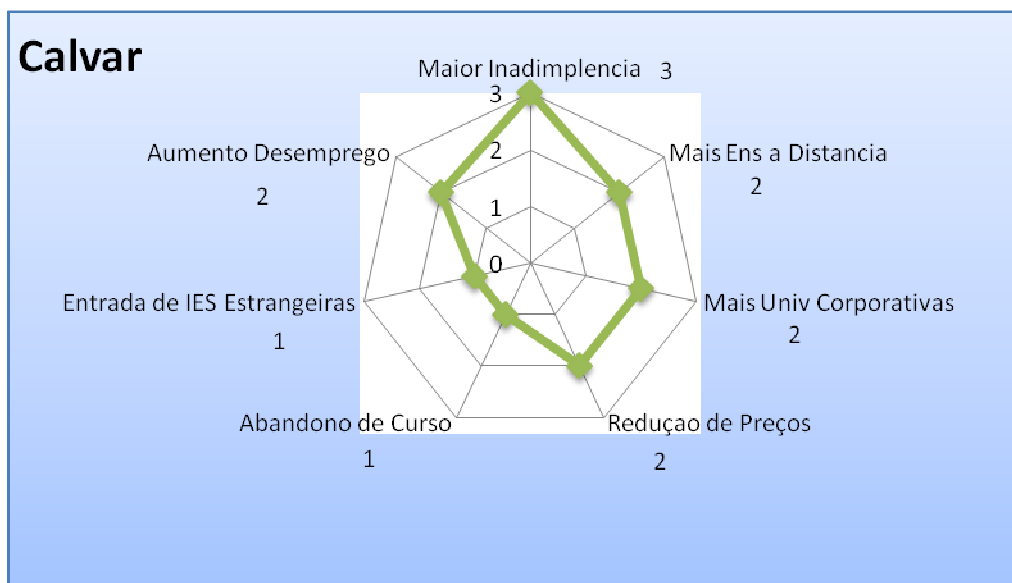 Calvar
Maior Inadimplencia 3
3
2
1
0
Mais Ens a Distancia
2
Mais Univ Corporativas
2
Reduçao de Preços
2
Abandono de Curso
1
Entrada de IES Estrangeiras
1
Aumento Desemprego
2